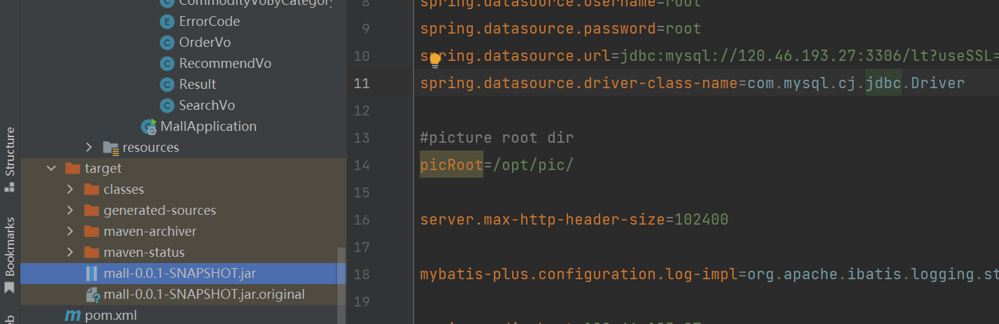 Structure
Bookmarks
CommodityVoByCategory
ErrorCode
OrderVo
RecommendVo
Result
SearchVo
MallApplication
resources
target
classes
generated-sources
maven-archiver
maven-status
mall-0.0.1-SNAPSHOT.jar
mall-0.0.1-SNAPSHOT.jar.original
pom.xml
8 spring.datasource.username=root
9 spring.datasource.password=root
10 spring.datasource.url=jdbc:mysql://120.46.193.27:3306/lt?useSSL=
11 spring.datasource.driver-class-name=com.mysql.cj.jdbc.Driver
12
13 #picture root dir
14 picRoot=/opt/pic/
15
16 server.max-http-header-size=102400
17
18 mybatis-plus.configuration.log-impl=org.apache.ibatis.logging.st
19